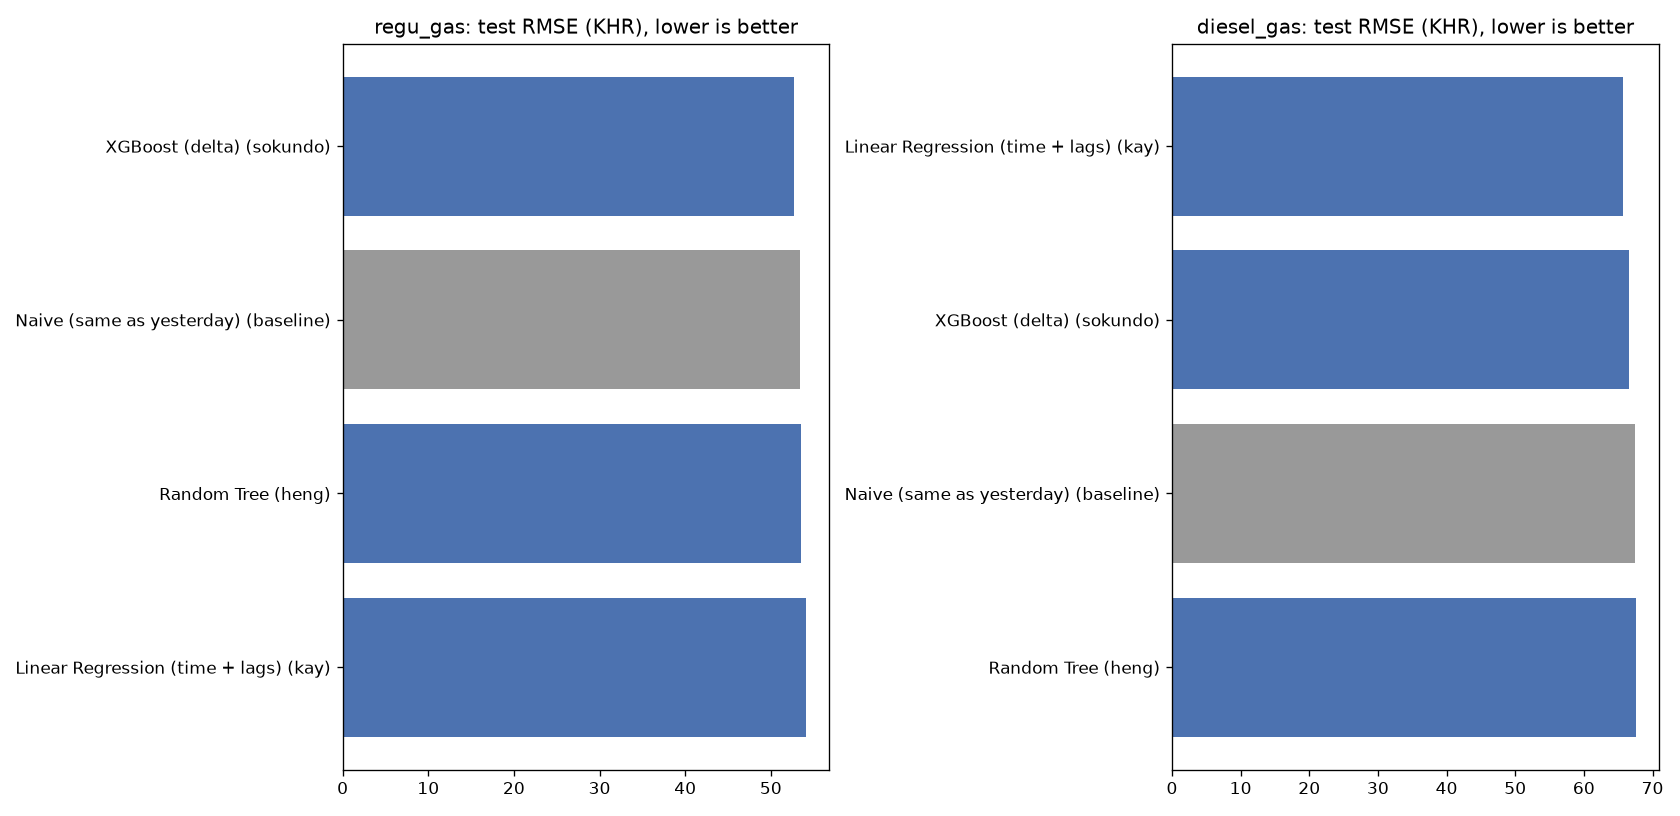 regu_gas: test RMSE (KHR), lower is better
XGBoost (delta) (sokundo)
Naive (same as yesterday) (baseline)
Random Tree (heng)
Linear Regression (time + lags) (kay)
0 10 20 30 40 50
diesel_gas: test RMSE (KHR), lower is better
Linear Regression (time + lags) (kay)
XGBoost (delta) (sokundo)
Naive (same as yesterday) (baseline)
Random Tree (heng)
0 10 20 30 40 50 60 70